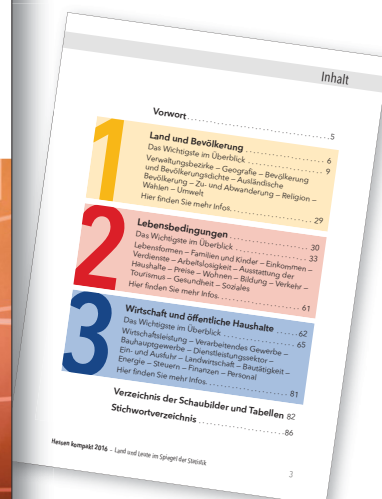 Inhalt
Vorwort 5
1
Land und Bevölkerung 6
Das Wichtigste im Überblick 9
Verwaltungsbezirke – Geografie – Bevölkerung
und Bevölkerungsdichte – Ausländische
Bevölkerung – Zu- und Abwanderung – Religion –
Wahlen – Umwelt
Hier finden Sie mehr Infos. 29
2
Lebensbedingungen 30
Das Wichtigste im Überblick 33
Lebensformen – Familien und Kinder – Einkommen –
Verdienste – Arbeitslosigkeit – Ausstattung der
Haushalte – Preise – Wohnen – Bildung – Verkehr –
Tourismus – Gesundheit – Soziales
Hier finden Sie mehr Infos. 61
3
Wirtschaft und öffentliche Haushalte 62
Das Wichtigste im Überblick 65
Wirtschaftsleistung – Verarbeitendes Gewerbe –
Bauhauptgewerbe – Dienstleistungssektor –
Ein- und Ausfuhr – Landwirtschaft – Bautätigkeit –
Energie – Steuern – Finanzen – Personal
Hier finden Sie mehr Infos. 81
Verzeichnis der Schaubilder und Tabellen 82
Stichwortverzeichnis 86
Hessen kompakt 2016 – Land und Leute im Spiegel der Statistik
3